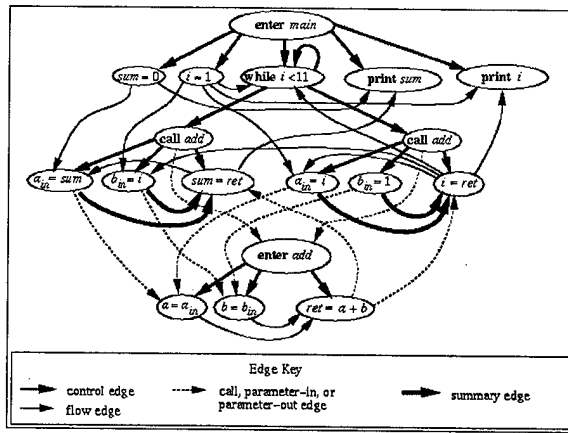 enter main
sum = 0
i = 1
while i <11
print sum
print i
call add
call add
a_in = sum
b_in = i
sum = ret
a_in = i
b_in = 1
i = ret
enter add
a = a_in
b = b_in
ret = a + b
Edge Key
control edge
flow edge
call, parameter-in, or
parameter-out edge
summary edge